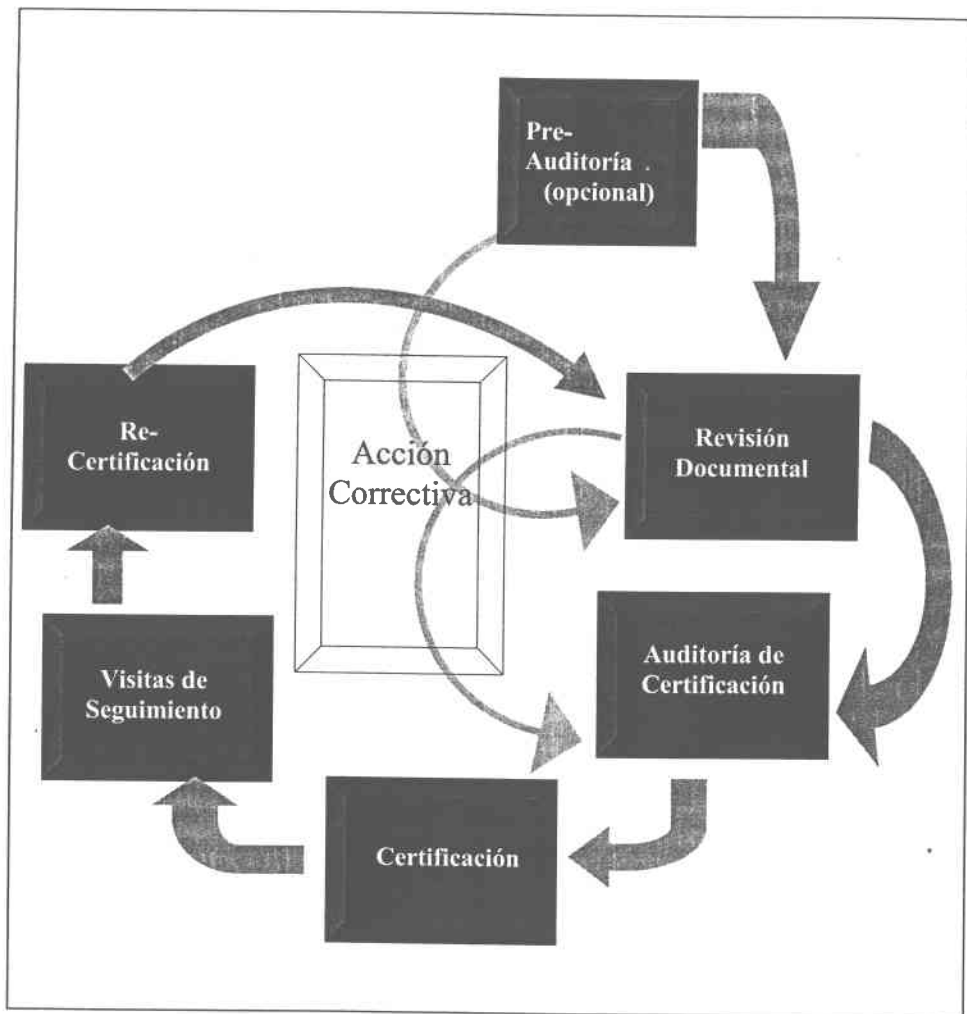 Pre-
Auditoría .
(opcional)
Re-
Certificación
Acción
Correctiva
Revisión
Documental
Visitas de
Seguimiento
Auditoría de
Certificación
Certificación